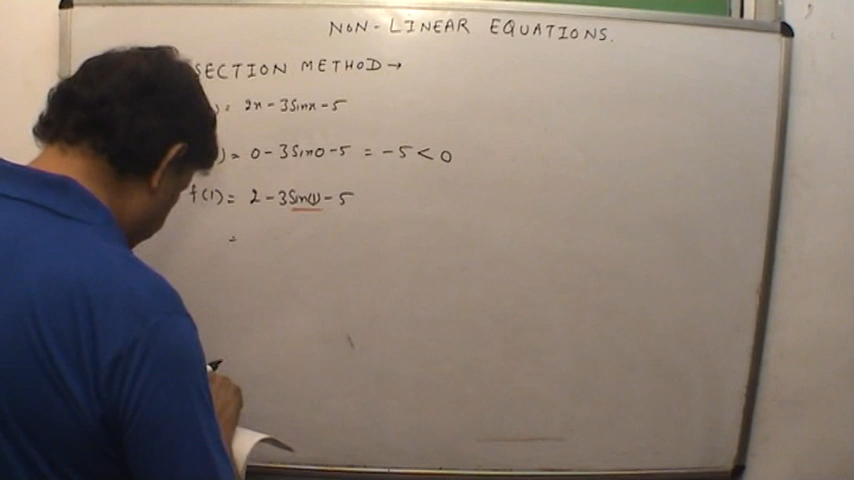 NON-LINEAR EQUATIONS.
SECTION METHOD →
) = 2x - 3Sinx - 5
) = 0 - 3Sin0 - 5 = -5 < 0
f(1) = 2 - 3Sin(1) - 5
=